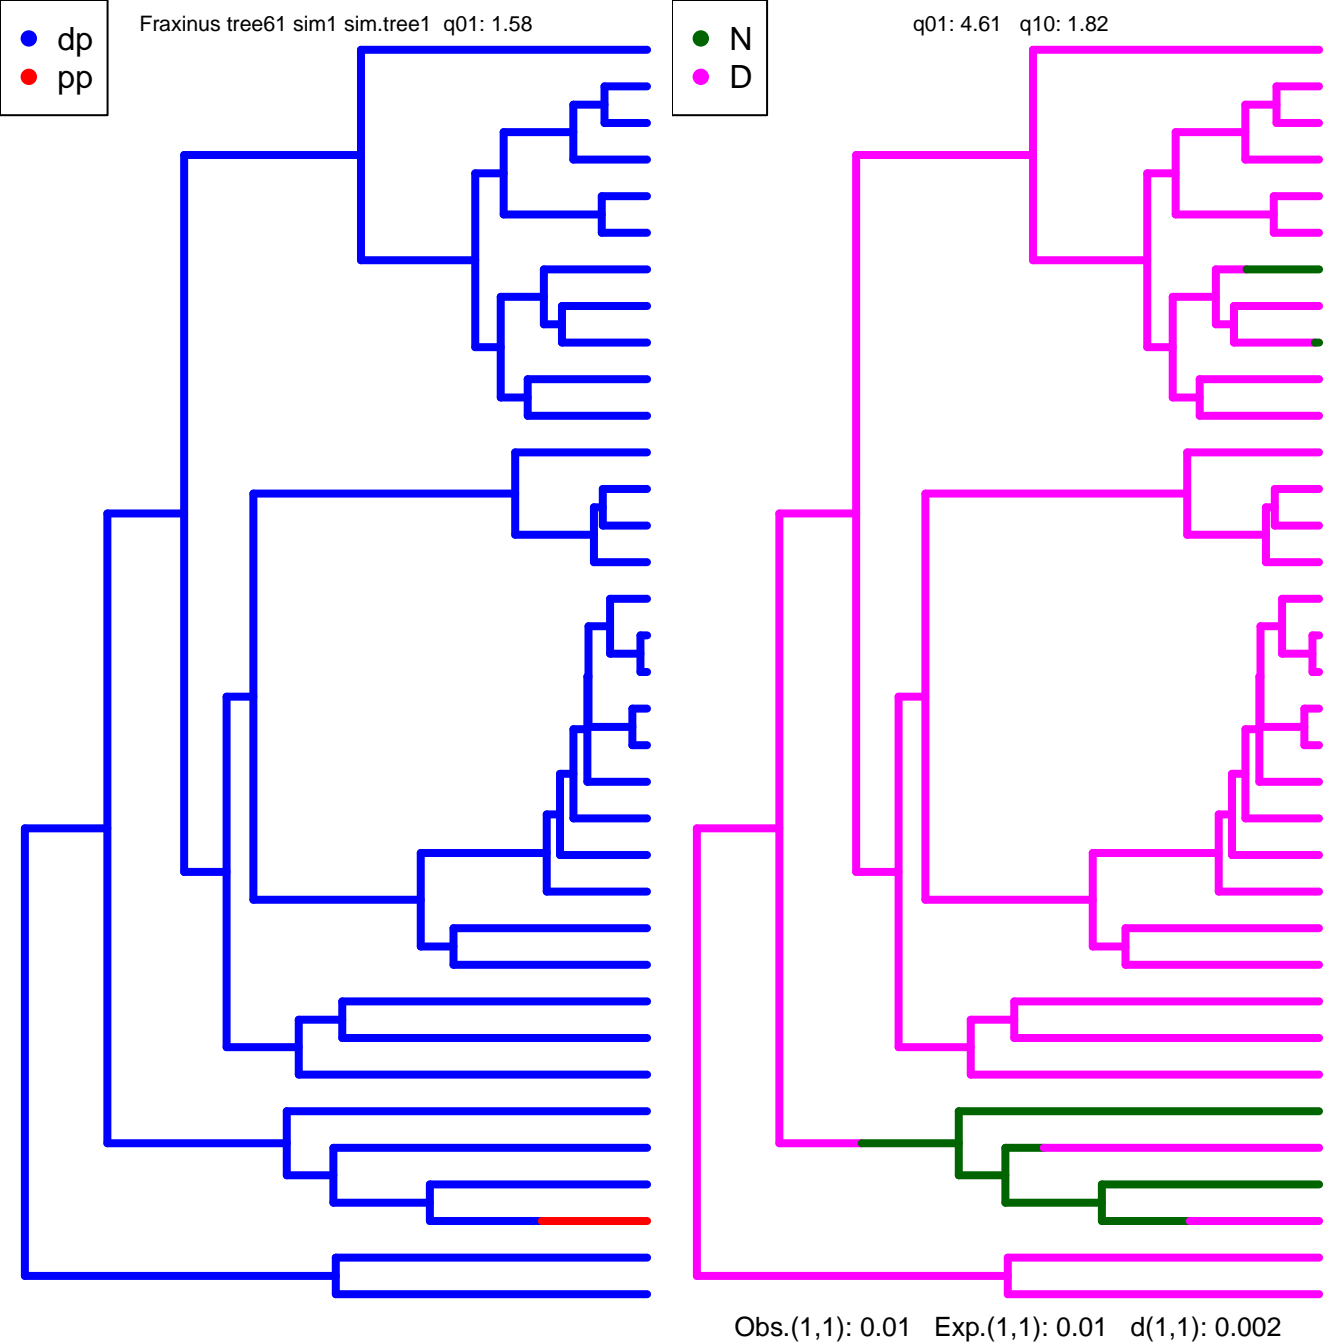 Fraxinus tree61 sim1 sim.tree1  q01: 1.58
dp
pp
q01: 4.61   q10: 1.82
N
D
Obs.(1,1): 0.01   Exp.(1,1): 0.01   d(1,1): 0.002